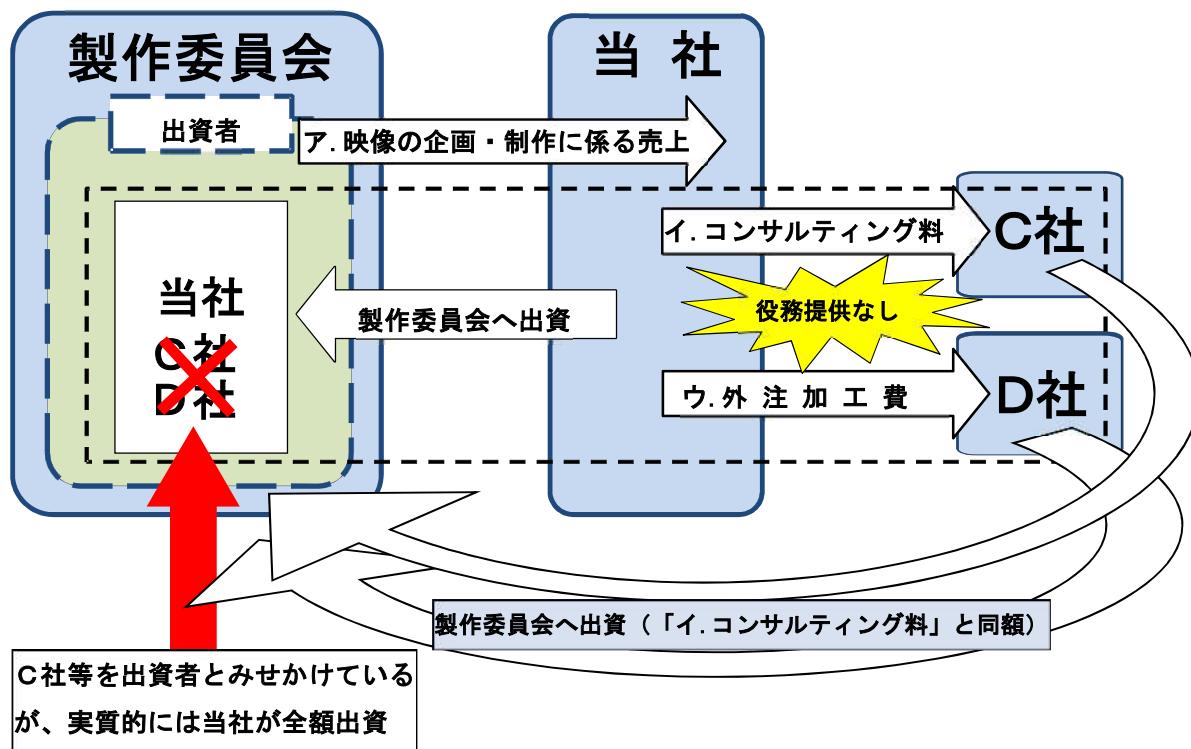 製作委員会
当 社
出資者
ア.映像の企画・制作に係る売上
イ.コンサルティング料
C社
役務提供なし
当社
C社
D社
製作委員会へ出資
ウ.外 注 加 工 費
D社
製作委員会へ出資（「イ.コンサルティング料」と同額）
C社等を出資者とみせかけている
が、実質的には当社が全額出資